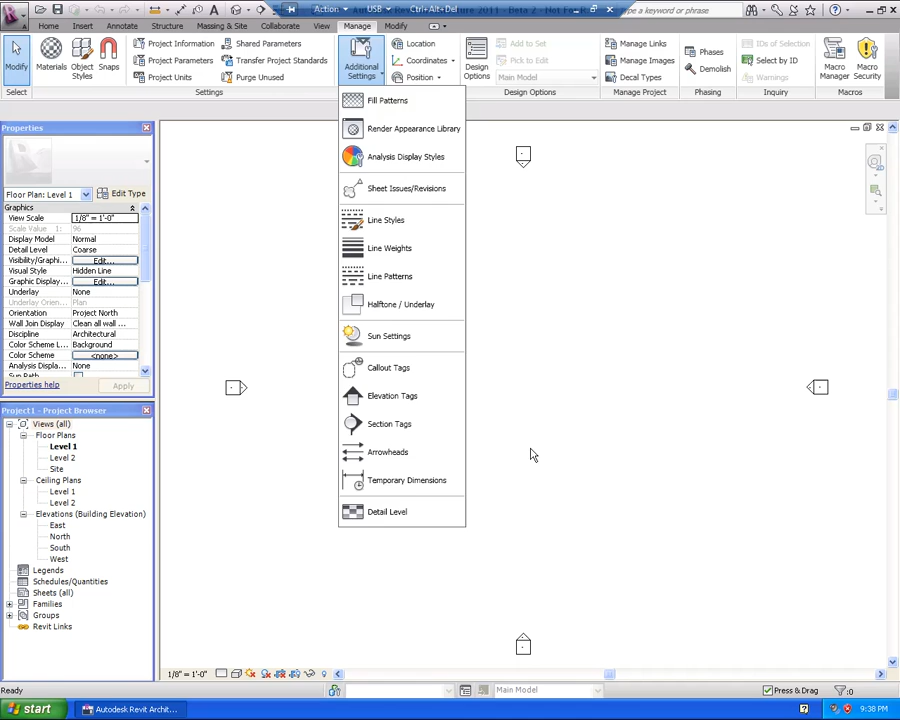 Action
USB
Ctrl+Alt+Del
Type a keyword or phrase
Home
Insert
Annotate
Structure
Massing & Site
Collaborate
View
Manage
Modify
Modify
Materials
Object Styles
Snaps
Project Information
Project Parameters
Project Units
Shared Parameters
Transfer Project Standards
Purge Unused
Additional Settings
Location
Coordinates
Position
Design Options
Add to Set
Pick to Edit
Main Model
Manage Links
Manage Images
Decal Types
Phases
Demolish
IDs of Selection
Select by ID
Warnings
Macro Manager
Macro Security
Select
Settings
Design Options
Manage Project
Phasing
Inquiry
Macros
Fill Patterns
Render Appearance Library
Analysis Display Styles
Sheet Issues/Revisions
Line Styles
Line Weights
Line Patterns
Halftone / Underlay
Sun Settings
Callout Tags
Elevation Tags
Section Tags
Arrowheads
Temporary Dimensions
Detail Level
Properties
Floor Plan: Level 1
Edit Type
Graphics
View Scale 1/8" = 1'-0"
Scale Value 1: 96
Display Model Normal
Detail Level Coarse
Visibility/Graphi... Edit...
Visual Style Hidden Line
Graphic Display... Edit...
Underlay None
Underlay Orien... Plan
Orientation Project North
Wall Join Display Clean all wall ...
Discipline Architectural
Color Scheme L... Background
Color Scheme <none>
Analysis Displa... None
Sun Path
Properties help
Apply
Project1 - Project Browser
Views (all)
Floor Plans
Level 1
Level 2
Site
Ceiling Plans
Level 1
Level 2
Elevations (Building Elevation)
East
North
South
West
Legends
Schedules/Quantities
Sheets (all)
Families
Groups
Revit Links
1/8" = 1'-0"
Ready
Main Model
Press & Drag
:0
start
Autodesk Revit Archit...
9:38 PM